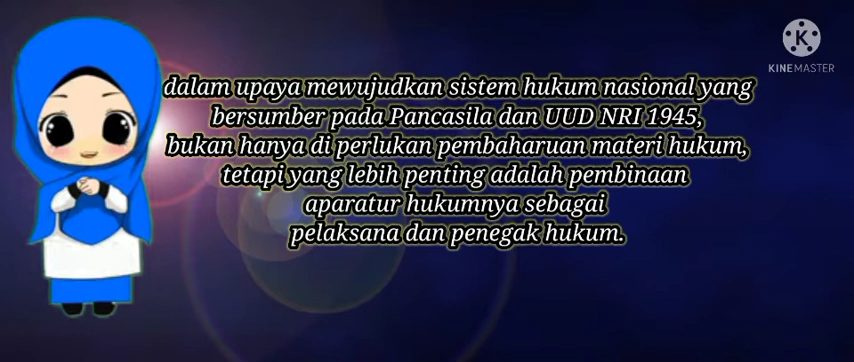 KINEMASTER
dalam upaya mewujudkan sistem hukum nasional yang
bersumber pada Pancasila dan UUD NRI 1945,
bukan hanya di perlukan pembaharuan materi hukum,
tetapi yang lebih penting adalah pembinaan
aparatur hukumnya sebagai
pelaksana dan penegak hukum.